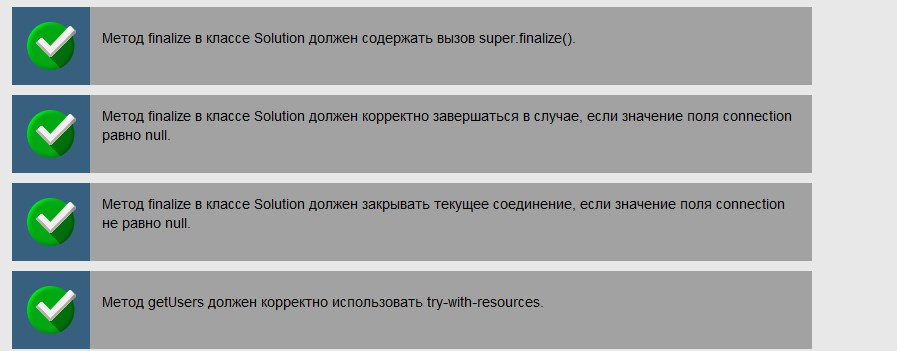 Метод finalize в классе Solution должен содержать вызов super.finalize().
Метод finalize в классе Solution должен корректно завершаться в случае, если значение поля connection
равно null.
Метод finalize в классе Solution должен закрывать текущее соединение, если значение поля connection
не равно null.
Метод getUsers должен корректно использовать try-with-resources.